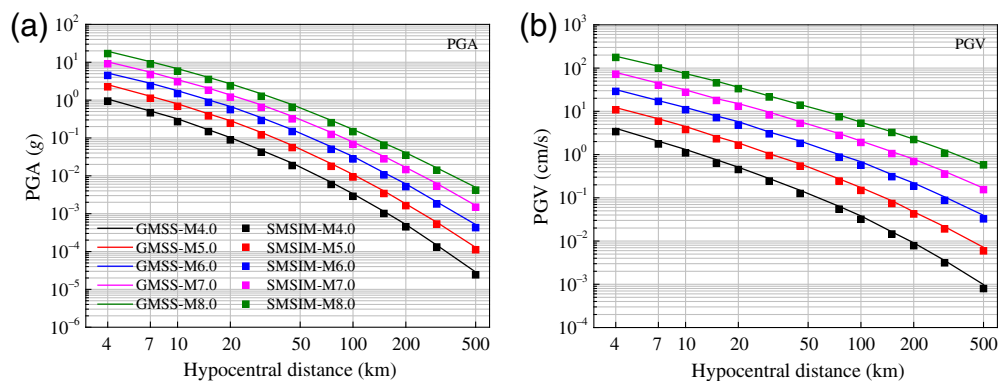 (a)
PGA
PGA (g)
10²
10¹
10⁰
10⁻¹
10⁻²
10⁻³
10⁻⁴
10⁻⁵
10⁻⁶
GMSS-M4.0 SMSIM-M4.0
GMSS-M5.0 SMSIM-M5.0
GMSS-M6.0 SMSIM-M6.0
GMSS-M7.0 SMSIM-M7.0
GMSS-M8.0 SMSIM-M8.0
4 7 10 20 50 100 200 500
Hypocentral distance (km)
(b)
PGV
PGV (cm/s)
10³
10²
10¹
10⁰
10⁻¹
10⁻²
10⁻³
10⁻⁴
4 7 10 20 50 100 200 500
Hypocentral distance (km)